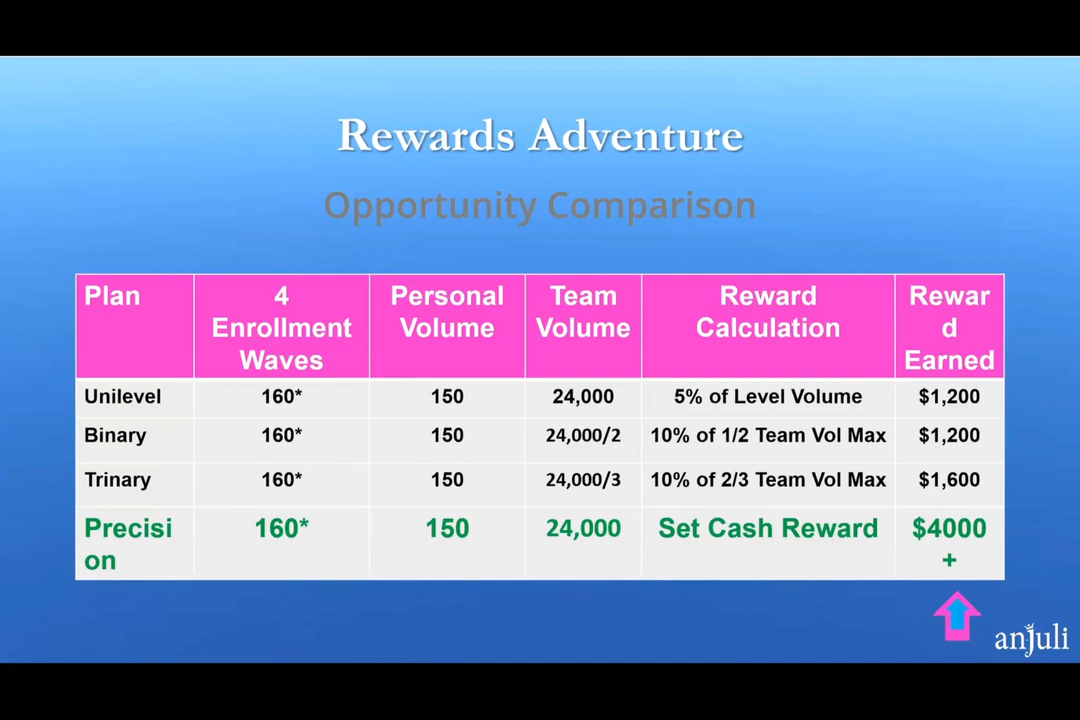 Rewards Adventure
Opportunity Comparison
Plan 4 Enrollment Waves Personal Volume Team Volume Reward Calculation Rewar d Earned
Unilevel 160* 150 24,000 5% of Level Volume $1,200
Binary 160* 150 24,000/2 10% of 1/2 Team Vol Max $1,200
Trinary 160* 150 24,000/3 10% of 2/3 Team Vol Max $1,600
Precisi on 160* 150 24,000 Set Cash Reward $4000 +
anjuli